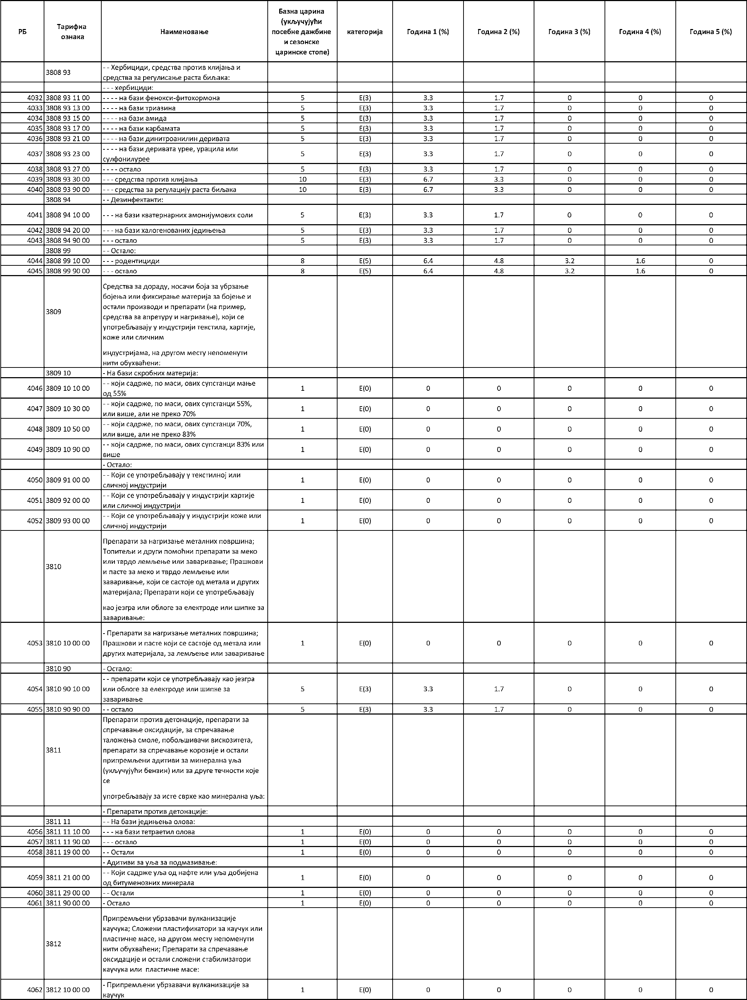 РБ Тарифна ознака Наименовање Базна царина (укључујући посебне дажбине и сезонске царинске стопе) категорија Година 1 (%) Година 2 (%) Година 3 (%) Година 4 (%) Година 5 (%)
3808 93 - - Хербициди, средства против клијања и
средства за регулисање раста биљака:
- - - хербициди:
4032 3808 93 11 00 - - - - на бази фенокси-фитохормона 5 E(3) 3.3 1.7 0 0 0
4033 3808 93 13 00 - - - - на бази триазина 5 E(3) 3.3 1.7 0 0 0
4034 3808 93 15 00 - - - - на бази амида 5 E(3) 3.3 1.7 0 0 0
4035 3808 93 17 00 - - - - на бази карбамата 5 E(3) 3.3 1.7 0 0 0
4036 3808 93 21 00 - - - - на бази динитроанилин деривата 5 E(3) 3.3 1.7 0 0 0
4037 3808 93 23 00 - - - - на бази деривата урее, урацила или
сулфонилурее 5 E(3) 3.3 1.7 0 0 0
4038 3808 93 27 00 - - - - остало 5 E(3) 3.3 1.7 0 0 0
4039 3808 93 30 00 - - - средства против клијања 10 E(3) 6.7 3.3 0 0 0
4040 3808 93 90 00 - - - средства за регулацију раста биљака 10 E(3) 6.7 3.3 0 0 0
3808 94 - - Дезинфектанти:
4041 3808 94 10 00 - - - на бази кватернарних амонијумових соли 5 E(3) 3.3 1.7 0 0 0
4042 3808 94 20 00 - - - на бази халогенованих једињења 5 E(3) 3.3 1.7 0 0 0
4043 3808 94 90 00 - - - остало 5 E(3) 3.3 1.7 0 0 0
3808 99 - - Остало:
4044 3808 99 10 00 - - - родентициди 8 E(5) 6.4 4.8 3.2 1.6 0
4045 3808 99 90 00 - - - остало 8 E(5) 6.4 4.8 3.2 1.6 0
3809 Средства за дораду, носачи боја за убрзање
бојења или фиксирање материја за бојење и
остали производи и препарати (на пример,
средства за апретуру и нагризање), који се
употребљавају у индустрији текстила, хартије,
коже или сличним
индустријама, на другом месту непоменути
нити обухваћени:
3809 10 - На бази скробних материја:
4046 3809 10 10 00 - - који садрже, по маси, ових супстанци мање
од 55% 1 E(0) 0 0 0 0 0
4047 3809 10 30 00 - - који садрже, по маси, ових супстанци 55%,
или више, али не преко 70% 1 E(0) 0 0 0 0 0
4048 3809 10 50 00 - - који садрже, по маси, ових супстанци 70%,
или више, али не преко 83% 1 E(0) 0 0 0 0 0
4049 3809 10 90 00 - - који садрже, по маси, ових супстанци 83% или
више 1 E(0) 0 0 0 0 0
- Остало:
4050 3809 91 00 00 - - Који се употребљавају у текстилној или
сличној индустрији 1 E(0) 0 0 0 0 0
4051 3809 92 00 00 - - Који се употребљавају у индустрији хартије
или сличној индустрији 1 E(0) 0 0 0 0 0
4052 3809 93 00 00 - - Који се употребљавају у индустрији коже или
сличној индустрији 1 E(0) 0 0 0 0 0
3810 Препарати за нагризање металних површина;
Топитељи и други помоћни препарати за меко
или тврдо лемљење или заваривање; Прашкови
и пасте за меко и тврдо лемљење или
заваривање, који се состоје од метала и других
материјала; Препарати који се употребљавају
као језгра или облоге за електроде или шипке за
заваривање:
4053 3810 10 00 00 - Препарати за нагризање металних површина;
Прашкови и пасте који се састоје од метала или
других материјала, за лемљење или заваривање 1 E(0) 0 0 0 0 0
3810 90 - Остало:
4054 3810 90 10 00 - - препарати који се употребљавају као језгра
или облоге за електроде или шипке за
заваривање 5 E(3) 3.3 1.7 0 0 0
4055 3810 90 90 00 - - остало 5 E(3) 3.3 1.7 0 0 0
3811 Препарати против детонације, препарати за
спречавање оксидације, за спречавање
таложења смоле, побољшивачи вискозитета,
препарати за спречавање корозије и остали
припремљени адитиви за минерална уља
(укључујући бензин) или за друге течности које
се
употребљавају за исте сврхе као минерална уља:
- Препарати против детонације:
3811 11 - - На бази једињења олова:
4056 3811 11 10 00 - - - на бази тетраетил олова 1 E(0) 0 0 0 0 0
4057 3811 11 90 00 - - - остало 1 E(0) 0 0 0 0 0
4058 3811 19 00 00 - - Остали 1 E(0) 0 0 0 0 0
- Адитиви за уља за подмазивање:
4059 3811 21 00 00 - - Који садрже уља од нафте или уља добијена
од битуменозних минерала 1 E(0) 0 0 0 0 0
4060 3811 29 00 00 - - Остали 1 E(0) 0 0 0 0 0
4061 3811 90 00 00 - Остало 1 E(0) 0 0 0 0 0
3812 Припремљени убрзавачи вулканизације
каучука; Сложени пластификатори за каучук или
пластичне масе, на другом месту непоменути
нити обухваћени; Препарати за спречавање
оксидације и остали сложени стабилизатори
каучука или пластичне масе:
4062 3812 10 00 00 - Припремљени убрзавачи вулканизације за
каучук 1 E(0) 0 0 0 0 0